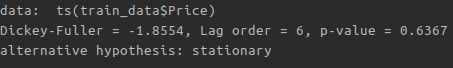 data:  ts(train_data$Price)
Dickey-Fuller = -1.8554, Lag order = 6, p-value = 0.6367
alternative hypothesis: stationary